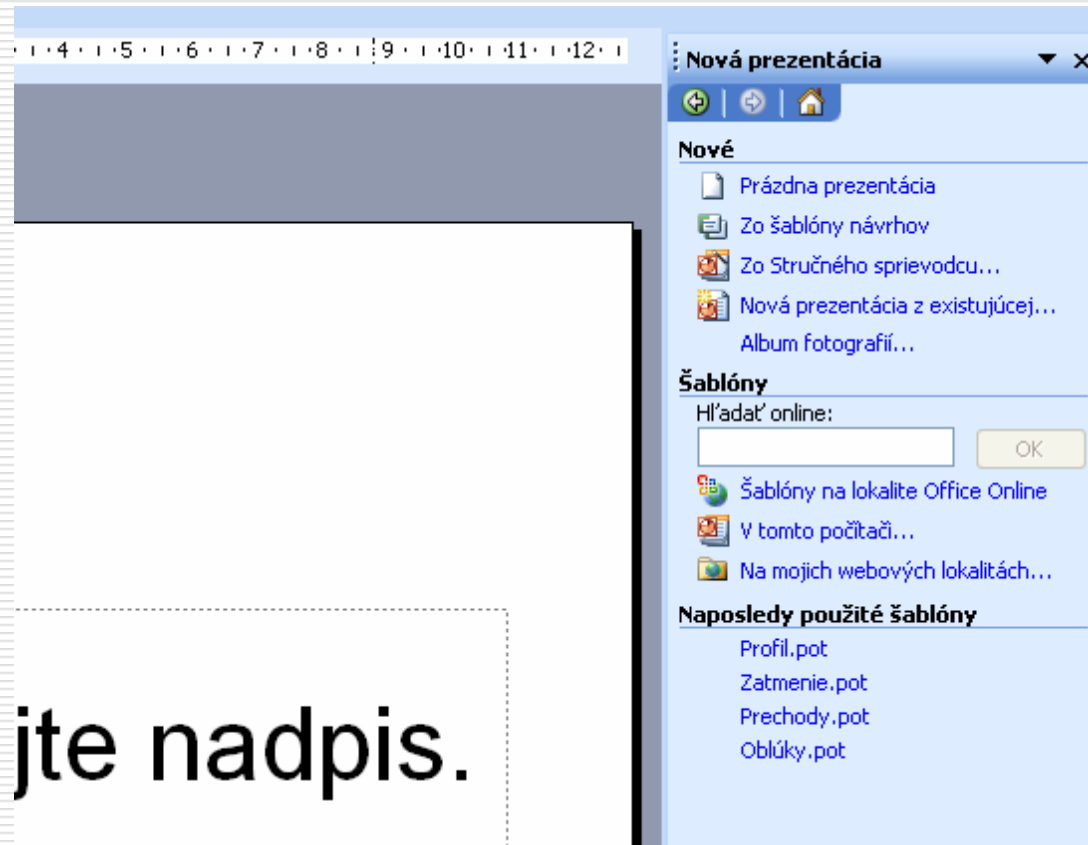 4 5 6 7 8 9 10 11 12
Nová prezentácia
Nové
Prázdna prezentácia
Zo šablóny návrhov
Zo Stručného sprievodcu...
Nová prezentácia z existujúcej...
Album fotografií...
Šablóny
Hľadať online:
OK
Šablóny na lokalite Office Online
V tomto počítači...
Na mojich webových lokalitách...
Naposledy použité šablóny
Profil.pot
Zatmenie.pot
Prechody.pot
Oblúky.pot
jte nadpis.